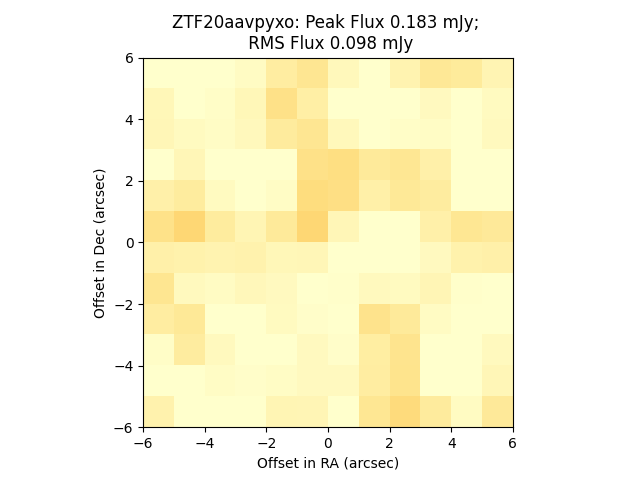 ZTF20aavpyxo: Peak Flux 0.183 mJy;
RMS Flux 0.098 mJy
6
4
2
0
−2
−4
−6
Offset in Dec (arcsec)
−6 −4 −2 0 2 4 6
Offset in RA (arcsec)